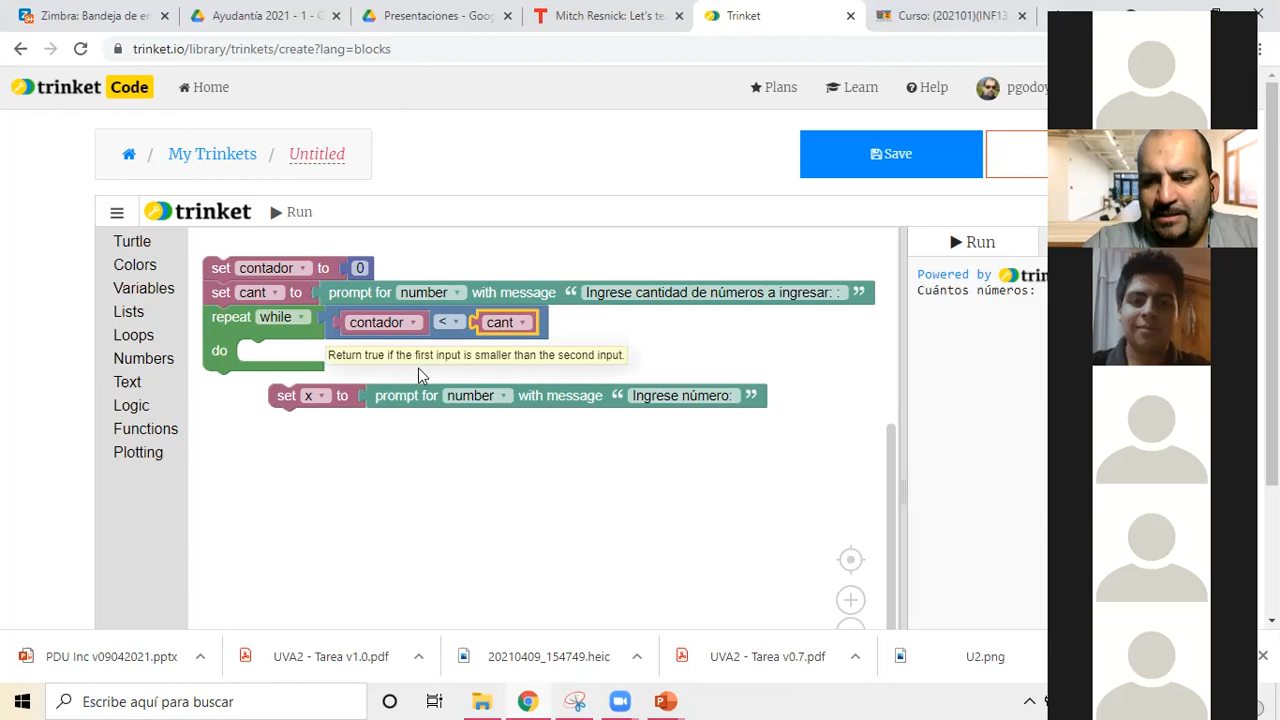 Zimbra: Bandeja de en
Ayudantía 2021 - 1 - G
Presentaciones - Goog
Mitch Resnick: Let's te
Trinket
Curso: (202101)(INF13
trinket.io/library/trinkets/create?lang=blocks
trinket Code Home Plans Learn Help pgodoy
My Trinkets / Untitled
Save
trinket Run
Turtle
Colors
Variables
Lists
Loops
Numbers
Text
Logic
Functions
Plotting
set contador to 0
set cant to prompt for number with message “ Ingrese cantidad de números a ingresar: : ”
repeat while contador < cant
do
Return true if the first input is smaller than the second input.
set x to prompt for number with message “ Ingrese número: ”
Run
Powered by trinke
Cuántos números:
PDU Inc v09042021.pptx
UVA2 - Tarea v1.0.pdf
20210409_154749.heic
UVA2 - Tarea v0.7.pdf
U2.png
Escribe aquí para buscar